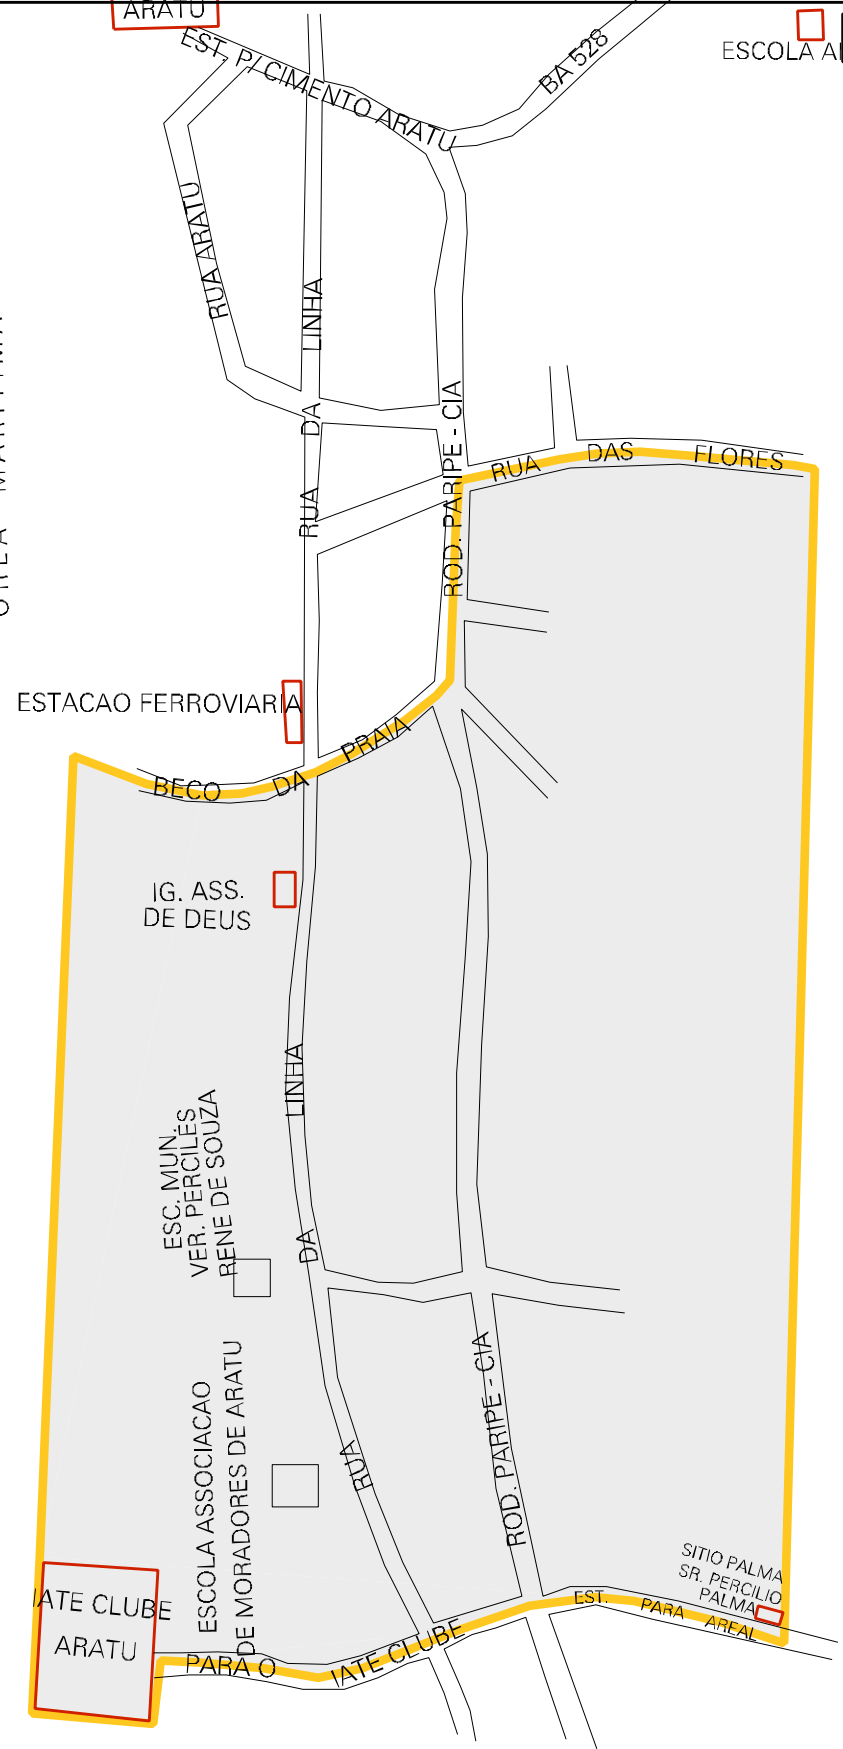 ARATU
EST. P/ CIMENTO ARATU
BA 528
RUA ARATU
RUA DA LINHA
ROD. PARIPE - CIA
RUA DAS FLORES
ESTACAO FERROVIARIA
BECO DA PRAIA
IG. ASS.
DE DEUS
ESC. MUN.
VER. PERCILES
RENE DE SOUZA
RUA DA LINHA
ESCOLA ASSOCIACAO
DE MORADORES DE ARATU
ROD. PARIPE - CIA
SITIO PALMA
SR. PERCILIO
PALMA
EST. PARA AREAL
IATE CLUBE
ARATU
PARA O IATE CLUBE
ESCOLA